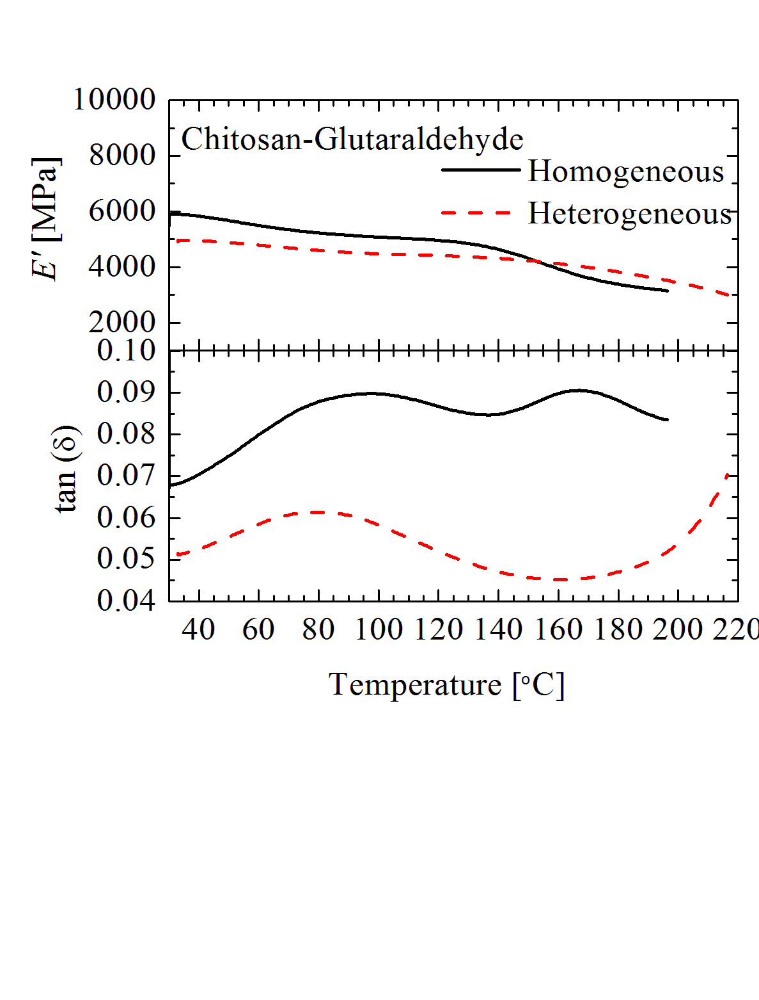 10000
8000
6000
4000
2000
E' [MPa]
Chitosan-Glutaraldehyde
Homogeneous
Heterogeneous
0.10
0.09
0.08
0.07
0.06
0.05
0.04
tan (δ)
40 60 80 100 120 140 160 180 200 220
Temperature [°C]